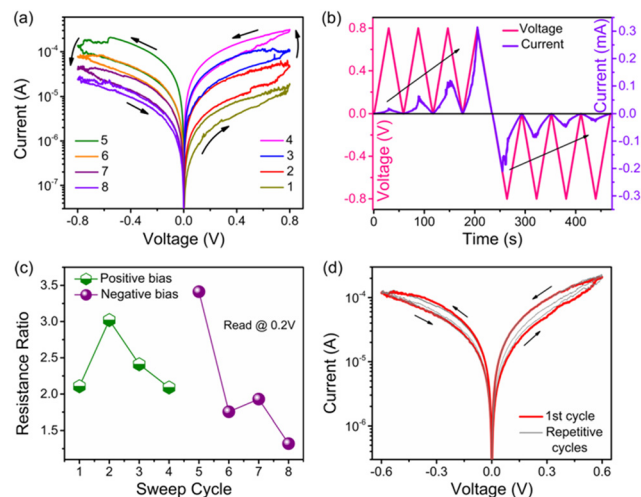 (a)
10⁻⁴
10⁻⁵
10⁻⁶
10⁻⁷
Current (A)
5
6
7
8
4
3
2
1
-0.8 -0.4 0.0 0.4 0.8
Voltage (V)
(b)
Voltage
Current
0.8
0.4
0.0
-0.4
-0.8
Voltage (V)
0.3
0.2
0.1
0.0
-0.1
-0.2
-0.3
Current (mA)
0 100 200 300 400
Time (s)
(c)
Positive bias
Negative bias
Read @ 0.2V
3.5
3.0
2.5
2.0
1.5
Resistance Ratio
1 2 3 4 5 6 7 8
Sweep Cycle
(d)
10⁻⁴
10⁻⁵
10⁻⁶
Current (A)
1st cycle
Repetitive
cycles
-0.6 -0.3 0.0 0.3 0.6
Voltage (V)